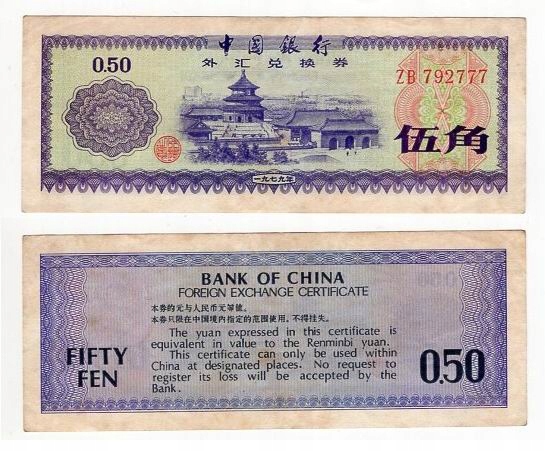 中国银行
外汇兑换券
0.50
ZB 792777
伍角
一九七九年
BANK OF CHINA
FOREIGN EXCHANGE CERTIFICATE
本券的元与人民币元等值。
本券只限在中国境内指定的范围使用，不得挂失。
The yuan expressed in this certificate is
equivalent in value to the Renminbi yuan.
This certificate can only be used within
China at designated places. No request to
register its loss will be accepted by the
Bank.
FIFTY
FEN
0.50